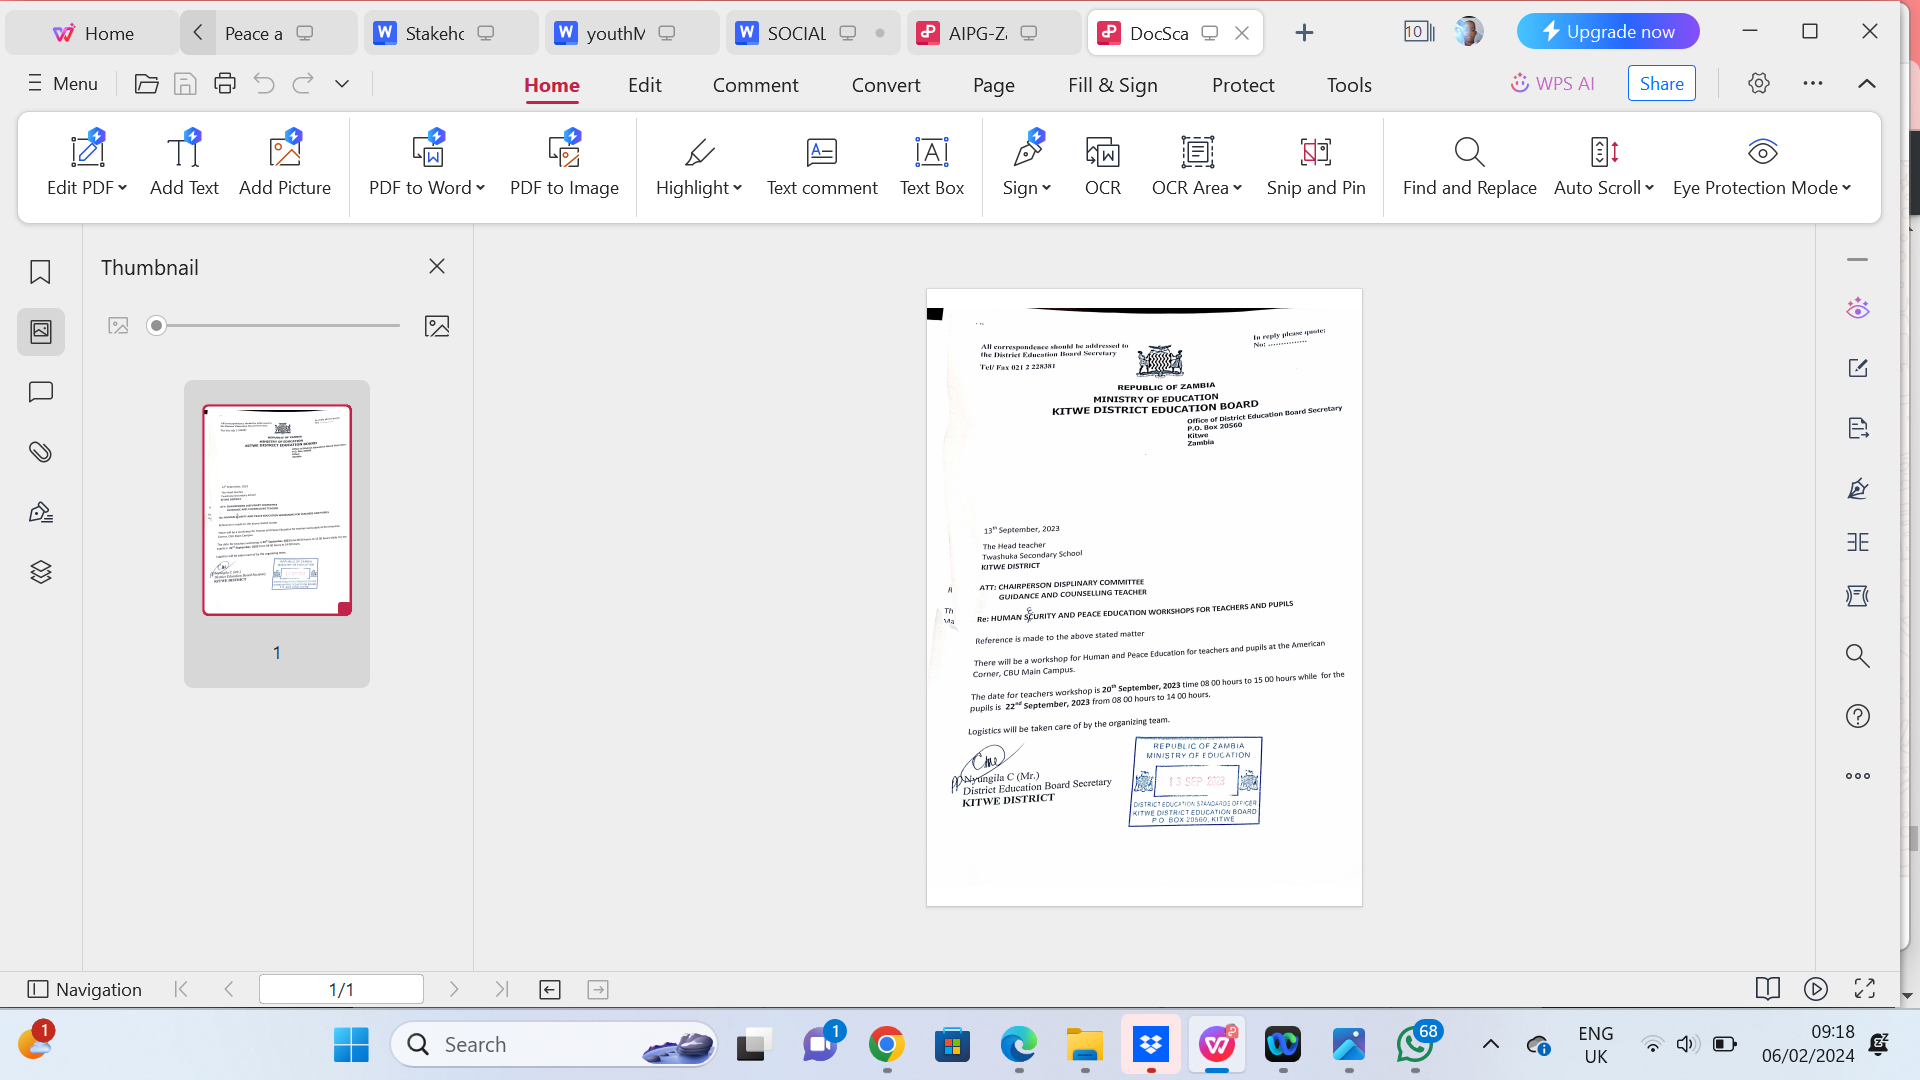 Home
Peace a
Stakeho
youthM
SOCIAL
AIPG-Za
DocSca
10
Upgrade now
Menu
Home
Edit
Comment
Convert
Page
Fill & Sign
Protect
Tools
WPS AI
Share
Edit PDF
Add Text
Add Picture
PDF to Word
PDF to Image
Highlight
Text comment
Text Box
Sign
OCR
OCR Area
Snip and Pin
Find and Replace
Auto Scroll
Eye Protection Mode
Thumbnail
1
All correspondence should be addressed to
the District Education Board Secretary
Tel/ Fax 021 2 228381
In reply please quote:
No: ...............
REPUBLIC OF ZAMBIA
MINISTRY OF EDUCATION
KITWE DISTRICT EDUCATION BOARD
Office of District Education Board Secretary
P.O. Box 20560
Kitwe
Zambia
13th September, 2023
The Head teacher
Twashuka Secondary School
KITWE DISTRICT
ATT: CHAIRPERSON DISPLINARY COMMITTEE
GUIDANCE AND COUNSELLING TEACHER
Re: HUMAN SCURITY AND PEACE EDUCATION WORKSHOPS FOR TEACHERS AND PUPILS
Reference is made to the above stated matter
There will be a workshop for Human and Peace Education for teachers and pupils at the American
Corner, CBU Main Campus.
The date for teachers workshop is 20th September, 2023 time 08 00 hours to 15 00 hours while for the
pupils is 22nd September, 2023 from 08 00 hours to 14 00 hours.
Logistics will be taken care of by the organizing team.
Nyungila C (Mr.)
District Education Board Secretary
KITWE DISTRICT
REPUBLIC OF ZAMBIA
MINISTRY OF EDUCATION
13 SEP 2023
DISTRICT EDUCATION STANDARDS OFFICER
KITWE DISTRICT EDUCATION BOARD
P.O. BOX 20560, KITWE
Navigation
1/1
1
Search
1
68
ENG
UK
09:18
06/02/2024